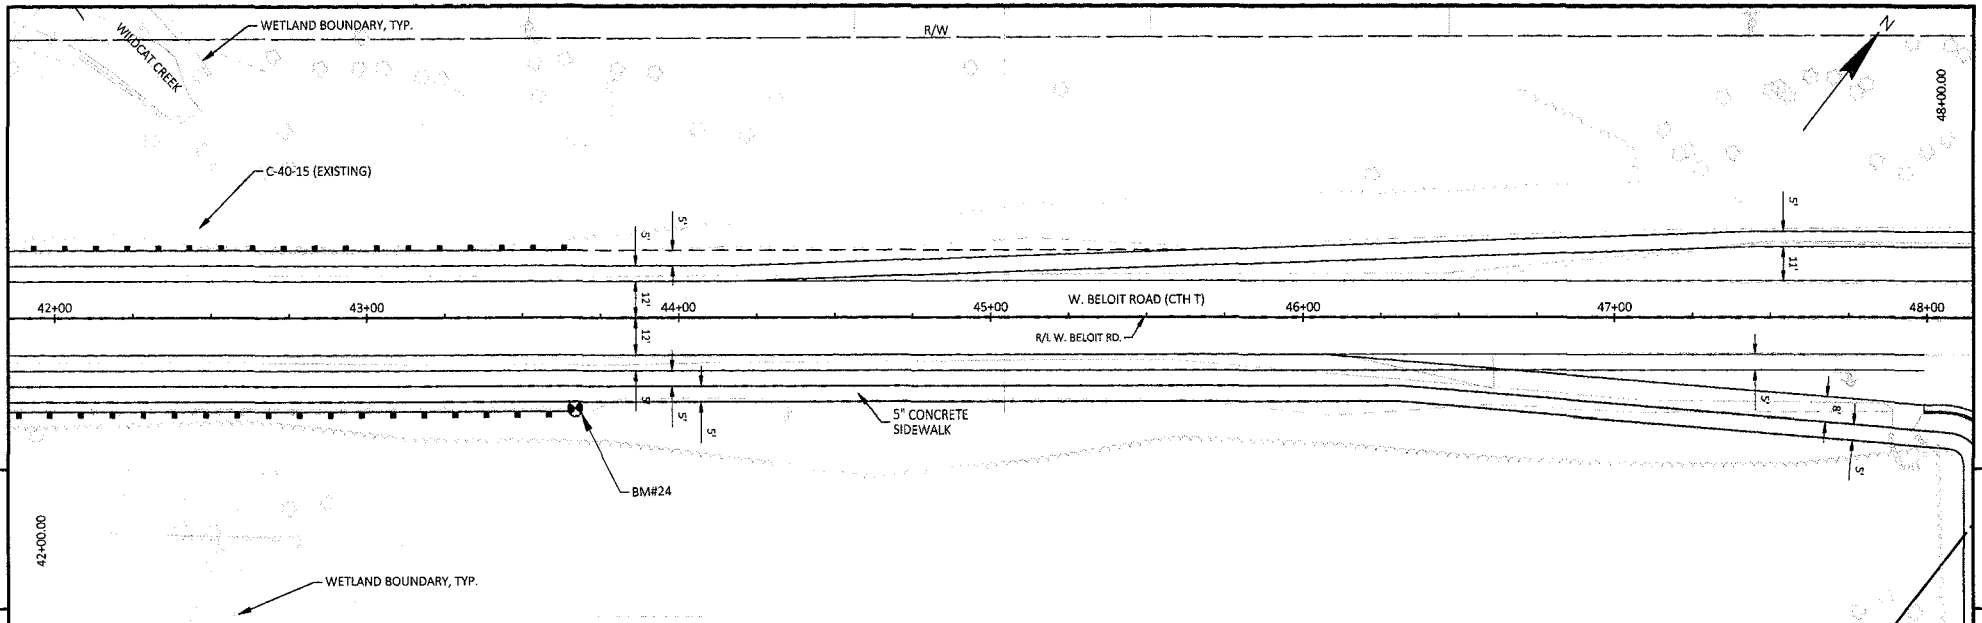 WETLAND BOUNDARY, TYP.
R/W
N
WILDCAT CREEK
48+00.00
C-40-15 (EXISTING)
5'
5'
5'
11'
12'
W. BELOIT ROAD (CTH T)
42+00
43+00
44+00
45+00
46+00
47+00
48+00
12'
R/L W. BELOIT RD.
5'
5'
5'
5" CONCRETE
SIDEWALK
5'
8'
5'
BM#24
42+00.00
WETLAND BOUNDARY, TYP.